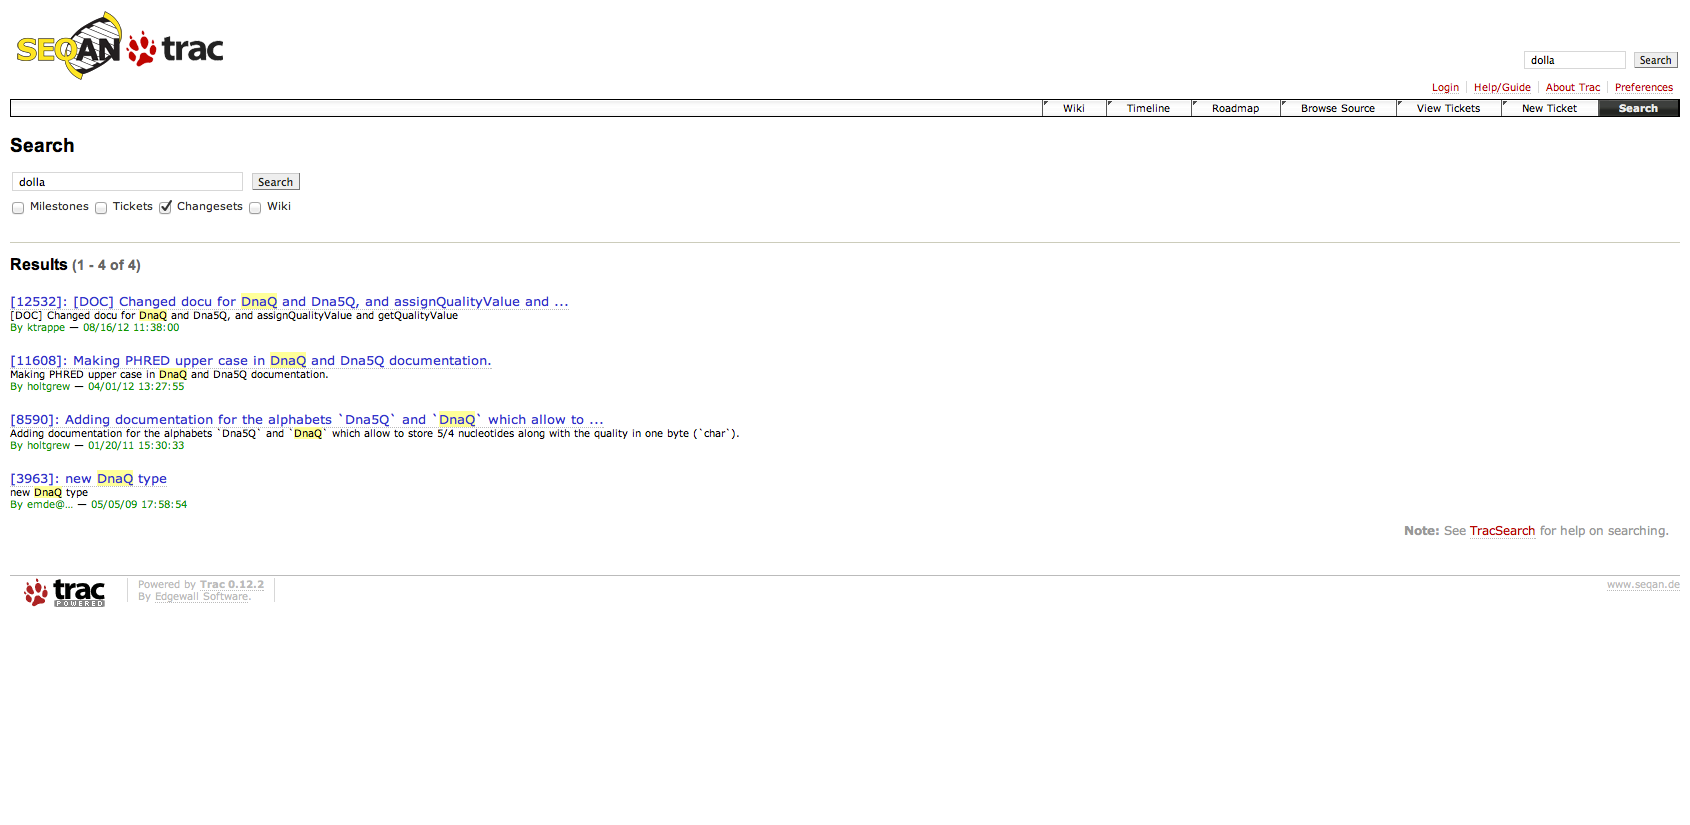 SEQAN trac
dolla Search
Login Help/Guide About Trac Preferences
Wiki Timeline Roadmap Browse Source View Tickets New Ticket Search
Search
dolla Search
Milestones Tickets Changesets Wiki
Results (1 - 4 of 4)
[12532]: [DOC] Changed docu for DnaQ and Dna5Q, and assignQualityValue and ...
[DOC] Changed docu for DnaQ and Dna5Q, and assignQualityValue and getQualityValue
By ktrappe — 08/16/12 11:38:00
[11608]: Making PHRED upper case in DnaQ and Dna5Q documentation.
Making PHRED upper case in DnaQ and Dna5Q documentation.
By holtgrew — 04/01/12 13:27:55
[8590]: Adding documentation for the alphabets `Dna5Q` and `DnaQ` which allow to ...
Adding documentation for the alphabets `Dna5Q` and `DnaQ` which allow to store 5/4 nucleotides along with the quality in one byte (`char`).
By holtgrew — 01/20/11 15:30:33
[3963]: new DnaQ type
new DnaQ type
By emde@... — 05/05/09 17:58:54
Note: See TracSearch for help on searching.
trac POWERED
Powered by Trac 0.12.2
By Edgewall Software.
www.seqan.de